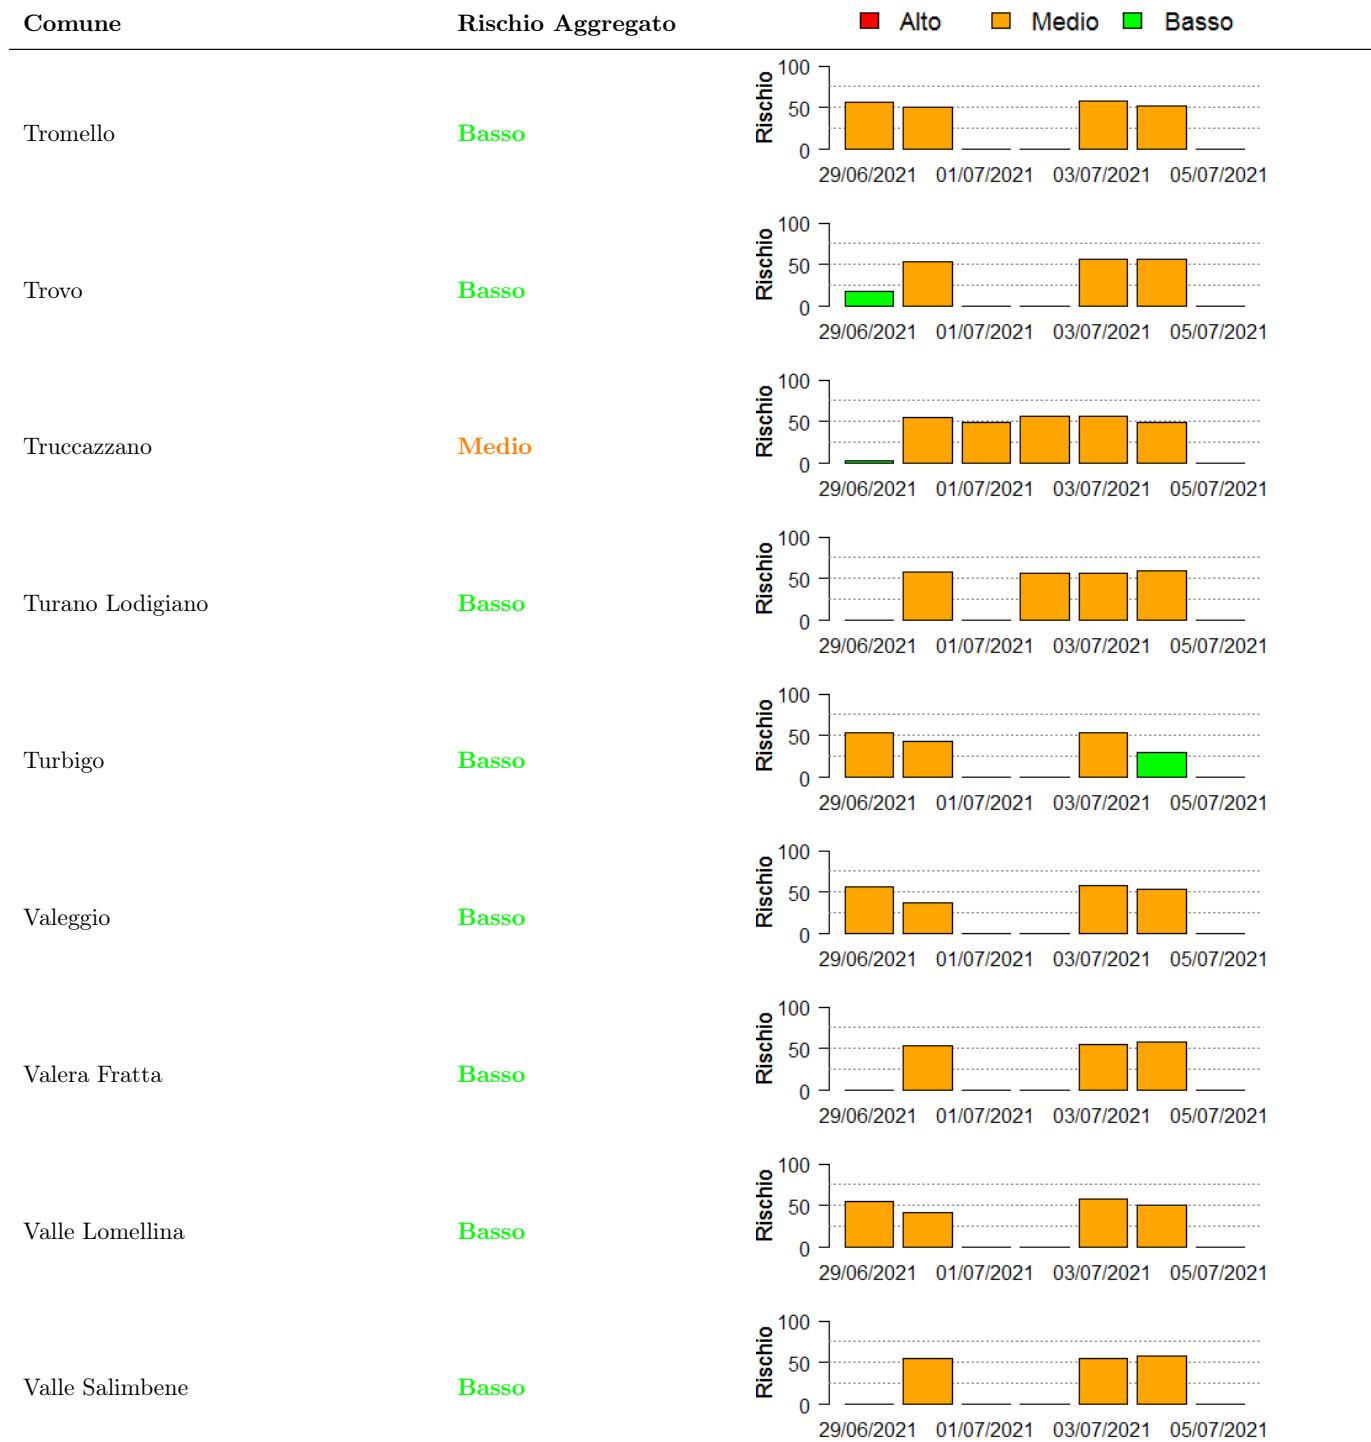 Comune Rischio Aggregato Alto Medio Basso
100
50
0
Rischio
Tromello Basso
29/06/2021 01/07/2021 03/07/2021 05/07/2021
100
50
0
Rischio
Trovo Basso
29/06/2021 01/07/2021 03/07/2021 05/07/2021
100
50
0
Rischio
Truccazzano Medio
29/06/2021 01/07/2021 03/07/2021 05/07/2021
100
50
0
Rischio
Turano Lodigiano Basso
29/06/2021 01/07/2021 03/07/2021 05/07/2021
100
50
0
Rischio
Turbigo Basso
29/06/2021 01/07/2021 03/07/2021 05/07/2021
100
50
0
Rischio
Valeggio Basso
29/06/2021 01/07/2021 03/07/2021 05/07/2021
100
50
0
Rischio
Valera Fratta Basso
29/06/2021 01/07/2021 03/07/2021 05/07/2021
100
50
0
Rischio
Valle Lomellina Basso
29/06/2021 01/07/2021 03/07/2021 05/07/2021
100
50
0
Rischio
Valle Salimbene Basso
29/06/2021 01/07/2021 03/07/2021 05/07/2021